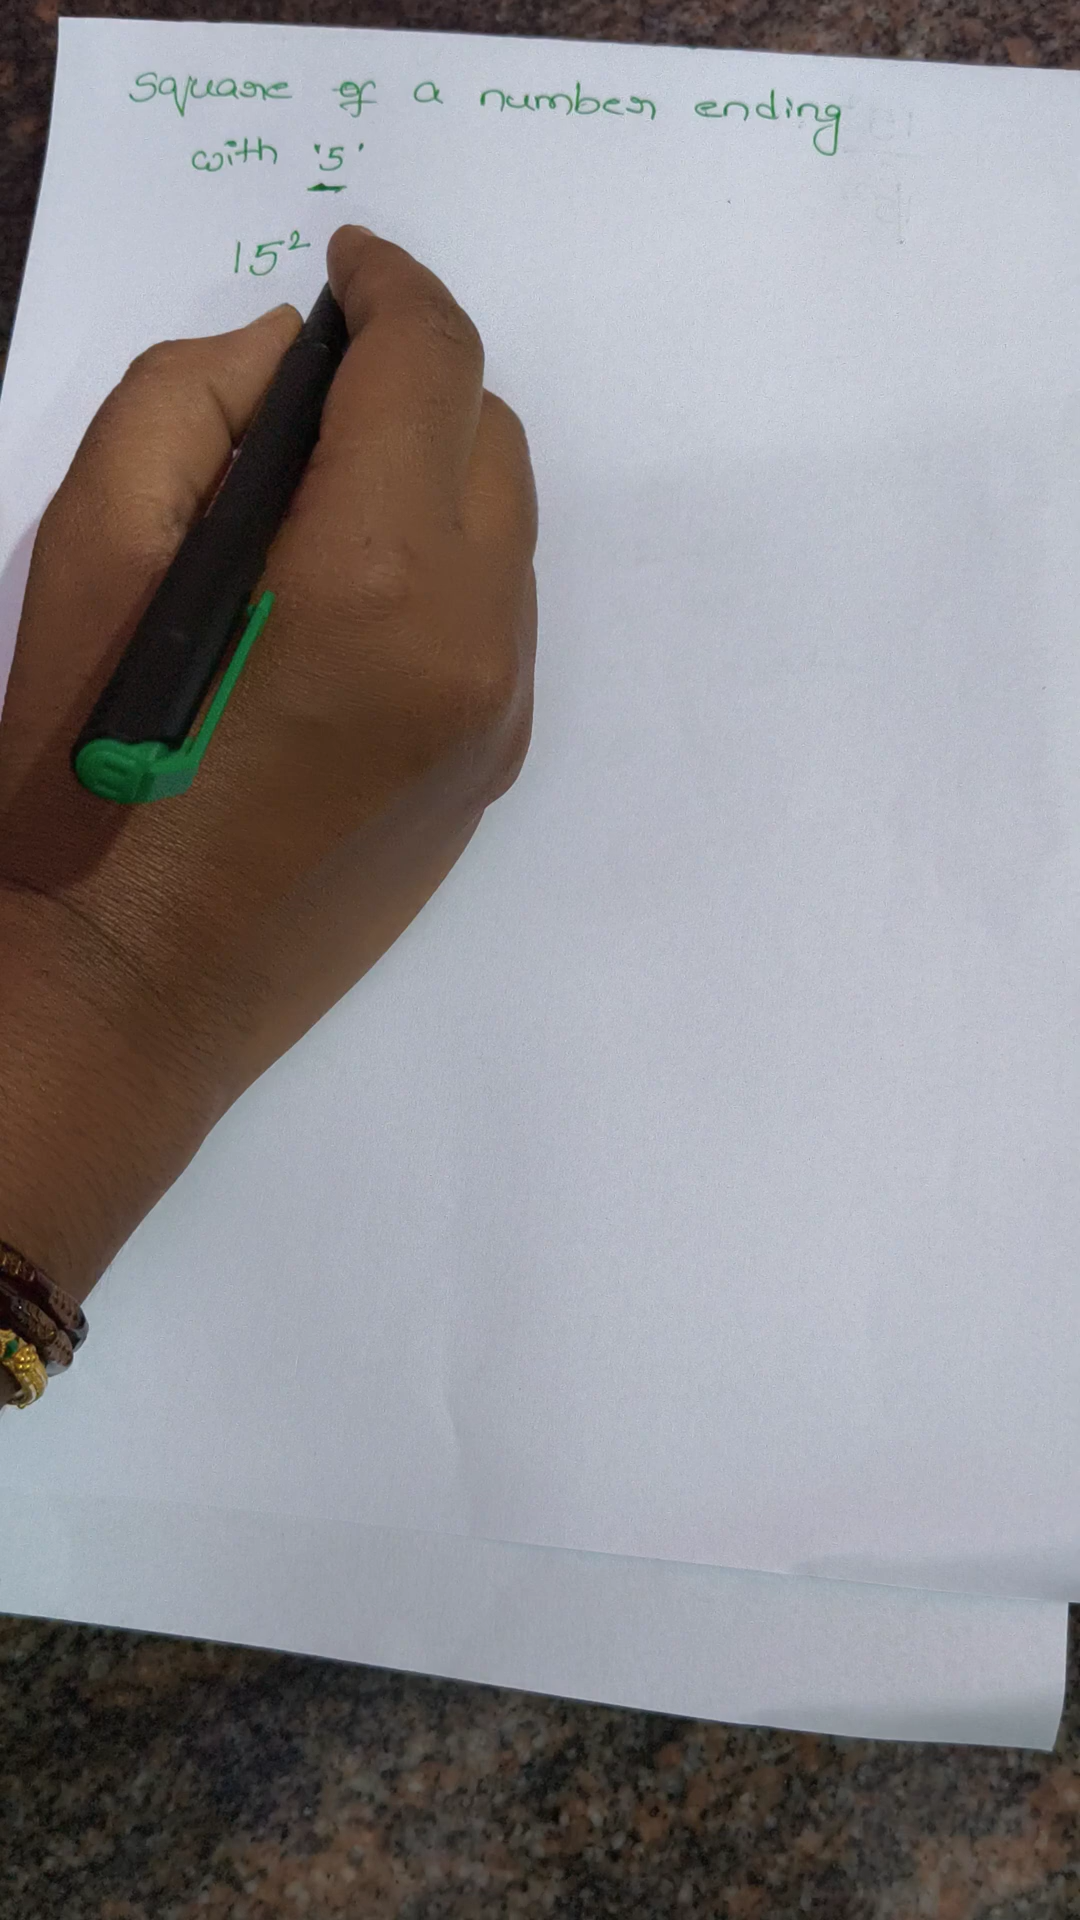 square of a number ending
with '5'
15²